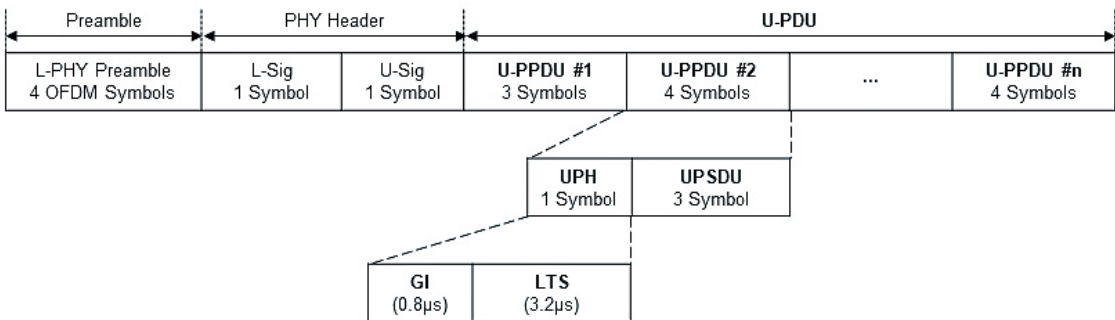 Preamble
PHY Header
U-PDU
L-PHY Preamble
4 OFDM Symbols
L-Sig
1 Symbol
U-Sig
1 Symbol
U-PPDU #1
3 Symbols
U-PPDU #2
4 Symbols
...
U-PPDU #n
4 Symbols
UPH
1 Symbol
UPSDU
3 Symbol
GI
(0.8μs)
LTS
(3.2μs)